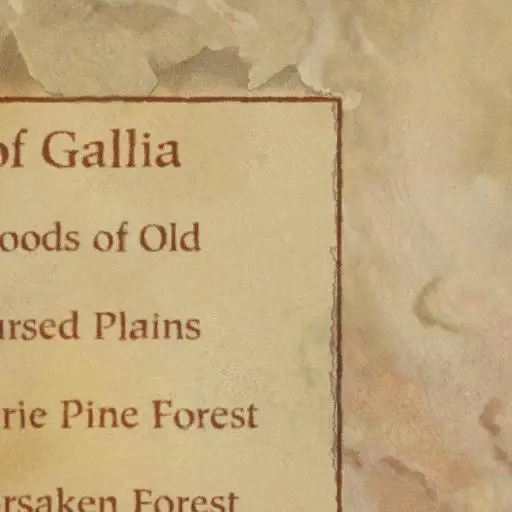 of Gallia
oods of Old
ursed Plains
rie Pine Forest
rsaken Forest